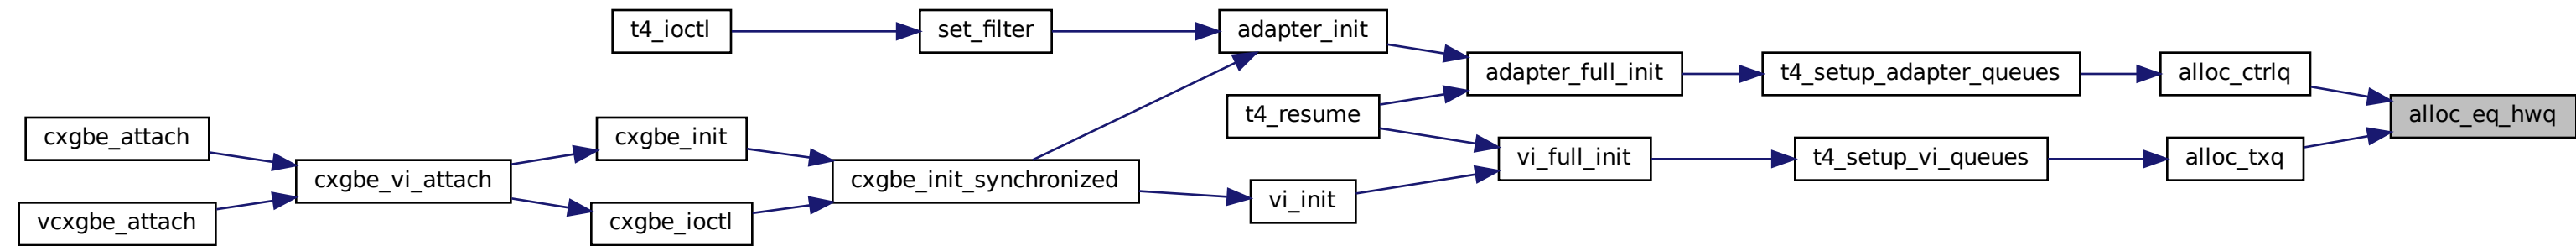 t4_ioctl
set_filter
adapter_init
adapter_full_init
t4_setup_adapter_queues
alloc_ctrlq
alloc_eq_hwq
t4_resume
cxgbe_attach
cxgbe_init
vi_full_init
t4_setup_vi_queues
alloc_txq
cxgbe_vi_attach
cxgbe_init_synchronized
vi_init
vcxgbe_attach
cxgbe_ioctl